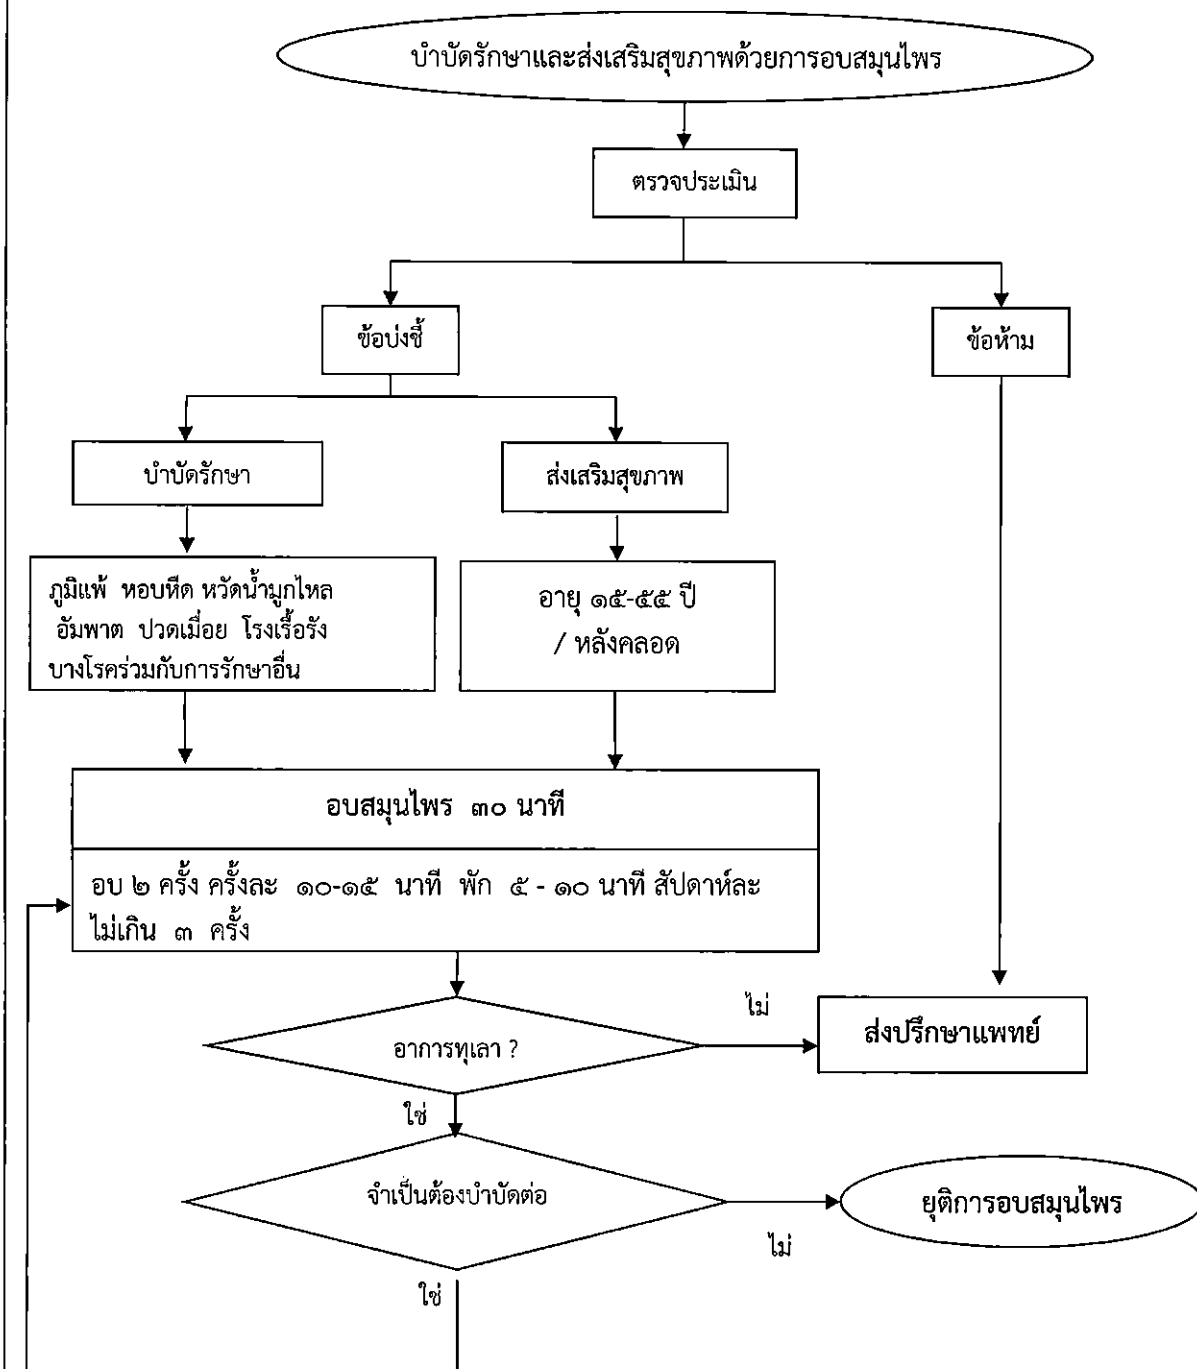 บำบัดรักษาและส่งเสริมสุขภาพด้วยการอบสมุนไพร
ตรวจประเมิน
ข้อบ่งชี้
ข้อห้าม
บำบัดรักษา
ส่งเสริมสุขภาพ
ภูมิแพ้ หอบหืด หวัดน้ำมูกไหล
อัมพาต ปวดเมื่อย โรงเรื้อรัง
บางโรคร่วมกับการรักษาอื่น
อายุ ๑๕-๕๕ ปี
/ หลังคลอด
อบสมุนไพร ๓๐ นาที
อบ ๒ ครั้ง ครั้งละ ๑๐-๑๕ นาที พัก ๕ - ๑๐ นาที สัปดาห์ละ
ไม่เกิน ๓ ครั้ง
อาการทุเลา ?
ไม่
ส่งปรึกษาแพทย์
ใช่
จำเป็นต้องบำบัดต่อ
ไม่
ยุติการอบสมุนไพร
ใช่